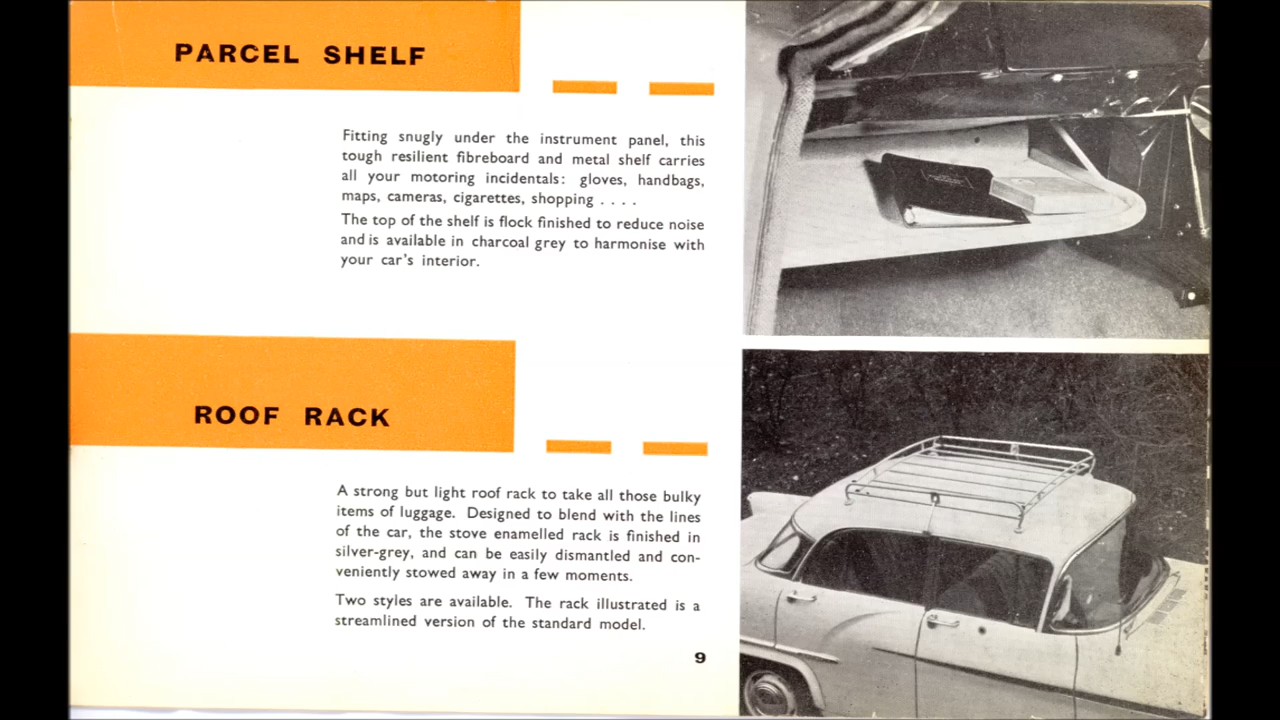 PARCEL SHELF
Fitting snugly under the instrument panel, this
tough resilient fibreboard and metal shelf carries
all your motoring incidentals: gloves, handbags,
maps, cameras, cigarettes, shopping . . . .
The top of the shelf is flock finished to reduce noise
and is available in charcoal grey to harmonise with
your car's interior.
ROOF RACK
A strong but light roof rack to take all those bulky
items of luggage. Designed to blend with the lines
of the car, the stove enamelled rack is finished in
silver-grey, and can be easily dismantled and con-
veniently stowed away in a few moments.
Two styles are available. The rack illustrated is a
streamlined version of the standard model.
9